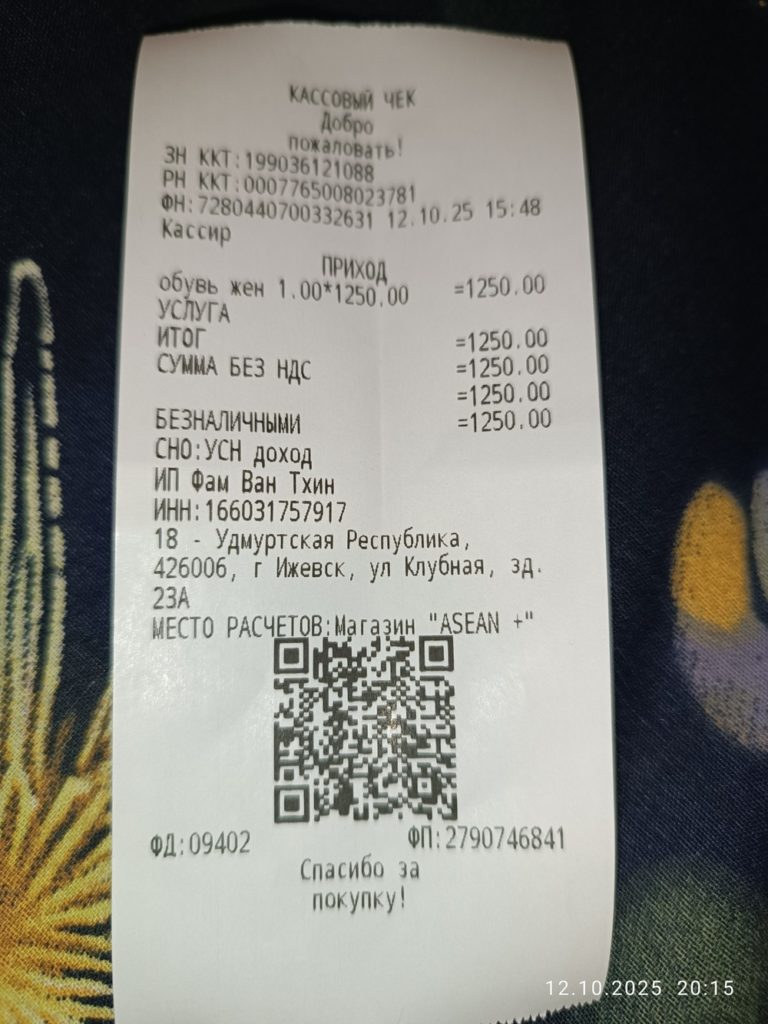 КАССОВЫЙ ЧЕК
Добро
пожаловать!
ЗН ККТ:199036121088
РН ККТ:0007765008023781
ФН:7280440700332631 12.10.25 15:48
Кассир
ПРИХОД
обувь жен 1.00*1250.00 =1250.00
УСЛУГА
ИТОГ =1250.00
СУММА БЕЗ НДС =1250.00
=1250.00
БЕЗНАЛИЧНЫМИ =1250.00
СНО:УСН доход
ИП Фам Ван Тхин
ИНН:166031757917
18 - Удмуртская Республика,
426006, г Ижевск, ул Клубная, зд.
23А
МЕСТО РАСЧЕТОВ:Магазин "ASEAN +"
ФД:09402 ФП:2790746841
Спасибо за
покупку!
12.10.2025 20:15